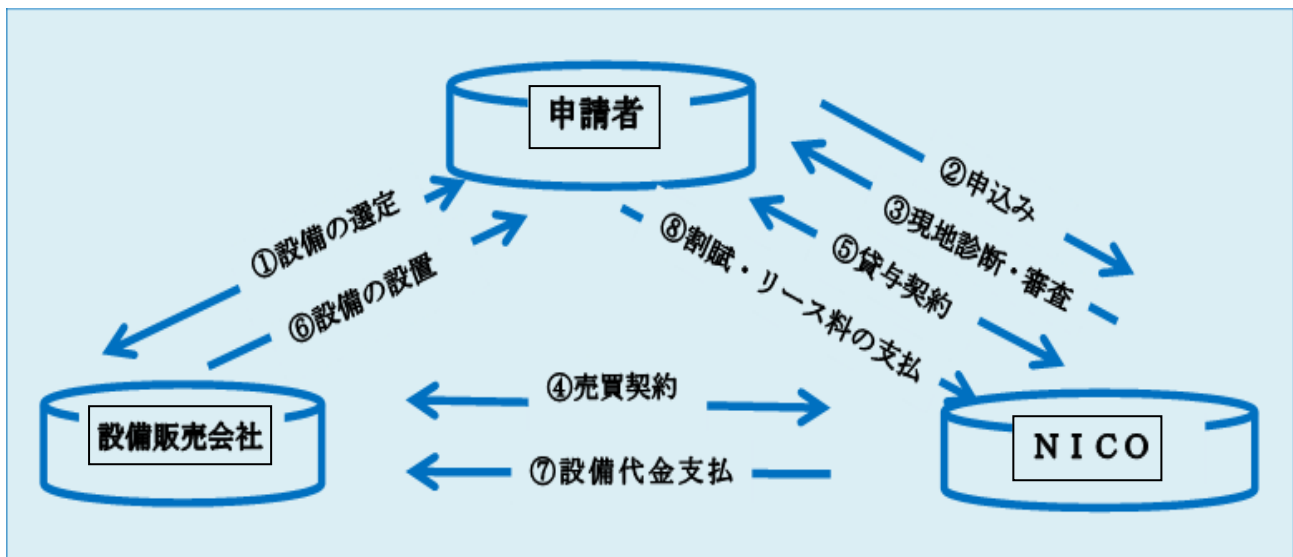 申請者
①設備の選定
⑥設備の設置
②申込み
③現地診断・審査
⑤貸与契約
⑧割賦・リース料の支払
④売買契約
⑦設備代金支払
設備販売会社
ＮＩＣＯ